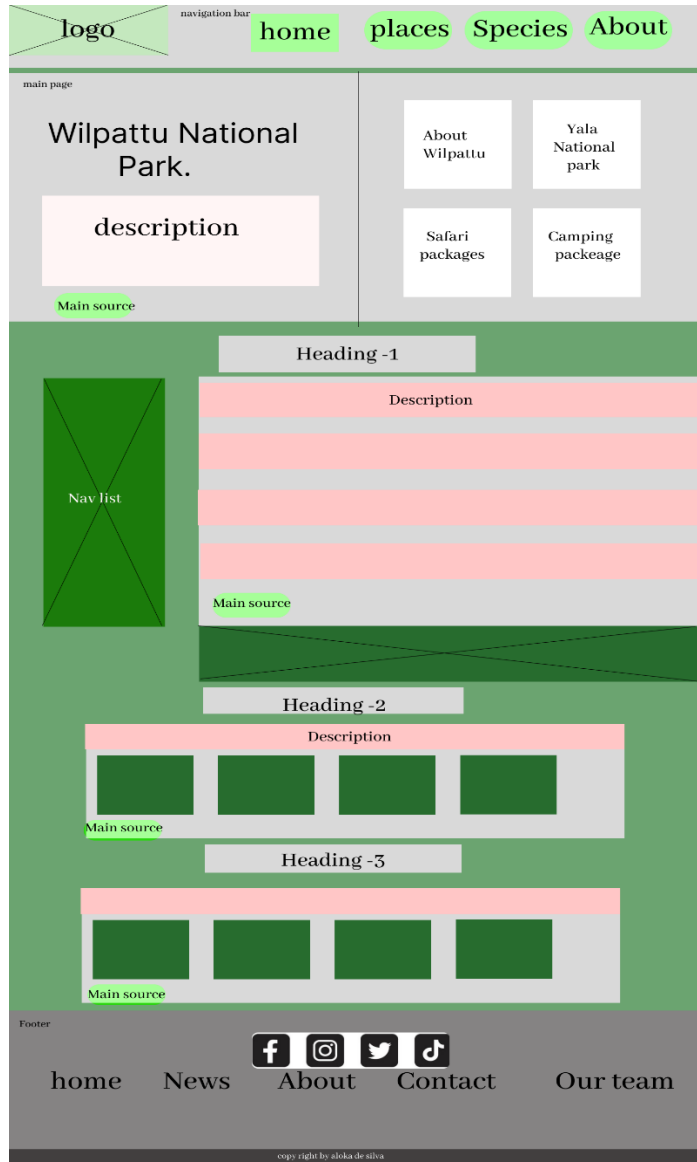 logo
navigation bar
home
places
Species
About
main page
Wilpattu National
Park.
description
Main source
About
Wilpattu
Yala
National
park
Safari
packages
Camping
packeage
Heading -1
Nav list
Description
Main source
Heading -2
Description
Main source
Heading -3
Main source
Footer
home
News
About
Contact
Our team
copy right by aloka de silva